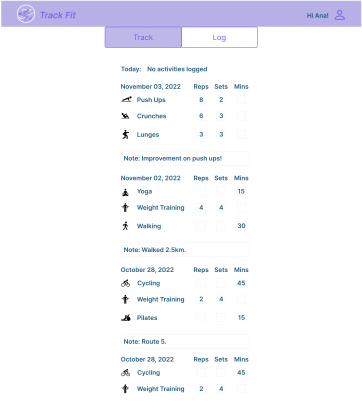 Track Fit
Hi Ana!
Track Log
Today: No activities logged
November 03, 2022 Reps Sets Mins
Push Ups 8 2
Crunches 6 3
Lunges 3 3
Note: Improvement on push ups!
November 02, 2022 Reps Sets Mins
Yoga 15
Weight Training 4 4
Walking 30
Note: Walked 2.5km.
October 28, 2022 Reps Sets Mins
Cycling 45
Weight Training 2 4
Pilates 15
Note: Route 5.
October 28, 2022 Reps Sets Mins
Cycling 45
Weight Training 2 4